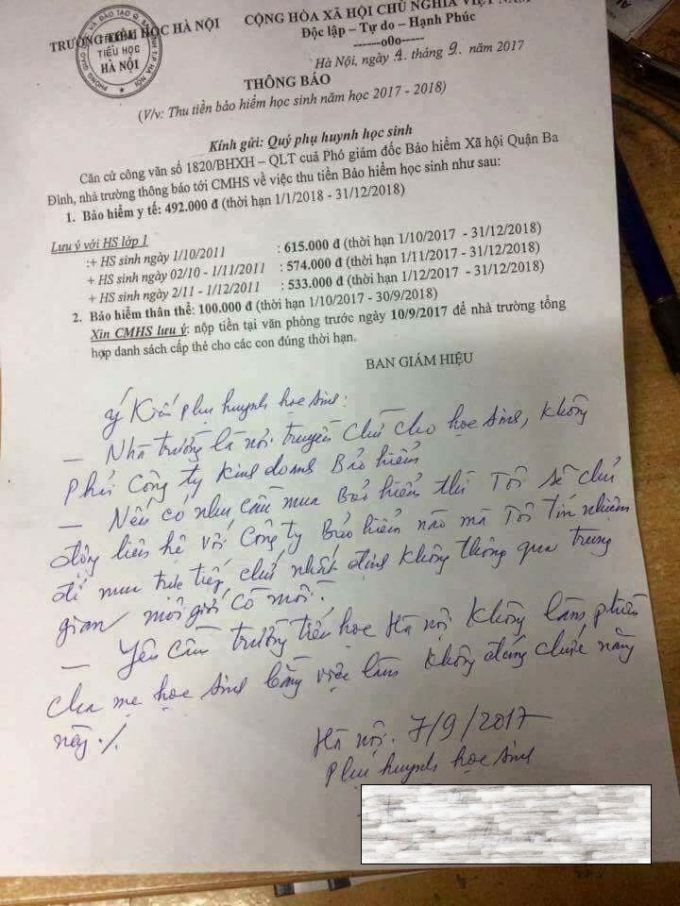 TRƯỜNG TIỂU HỌC HÀ NỘI
CỘNG HÒA XÃ HỘI CHỦ NGHĨA VIỆT NAM
Độc lập – Tự do – Hạnh Phúc
-------o0o------
TIỂU HỌC
HÀ NỘI
Hà Nội, ngày 4. tháng 9. năm 2017
THÔNG BÁO
(V/v: Thu tiền bảo hiểm học sinh năm học 2017 - 2018)
Kính gửi: Quý phụ huynh học sinh
Căn cứ công văn số 1820/BHXH – QLT cuả Phó giám đốc Bảo hiểm Xã hội Quận Ba
Đình, nhà trường thông báo tới CMHS về việc thu tiền Bảo hiểm học sinh như sau:
1. Bảo hiểm y tế: 492.000 đ (thời hạn 1/1/2018 - 31/12/2018)
Lưu ý với HS lớp 1
:+ HS sinh ngày 1/10/2011 : 615.000 đ (thời hạn 1/10/2017 - 31/12/2018)
+ HS sinh ngày 02/10 - 1/11/2011 : 574.000 đ (thời hạn 1/11/2017 - 31/12/2018)
+ HS sinh ngày 2/11 - 1/12/2011 : 533.000 đ (thời hạn 1/12/2017 - 31/12/2018)
2. Bảo hiểm thân thể: 100.000 đ (thời hạn 1/10/2017 - 30/9/2018)
Xin CMHS lưu ý: nộp tiền tại văn phòng trước ngày 10/9/2017 để nhà trường tổng
hợp danh sách cấp thẻ cho các con đúng thời hạn.
BAN GIÁM HIỆU
Ý Kiến phụ huynh học sinh:
— Nhà trường là nơi truyền chữ cho học sinh, không
phải Công ty kinh doanh Bảo hiểm
— Nếu có nhu cầu mua Bảo hiểm thì Tôi sẽ chủ
động liên hệ với Công ty Bảo hiểm nào mà Tôi tín nhiệm
để mua trực tiếp chứ nhất định không thông qua trung
gian môi giới cò mồi.
— Yêu cầu trường tiểu học Hà nội không làm phiền
cha mẹ học sinh bằng việc làm không đúng chức năng
này ./.
Hà nội. 7/9/2017
Phụ huynh học sinh